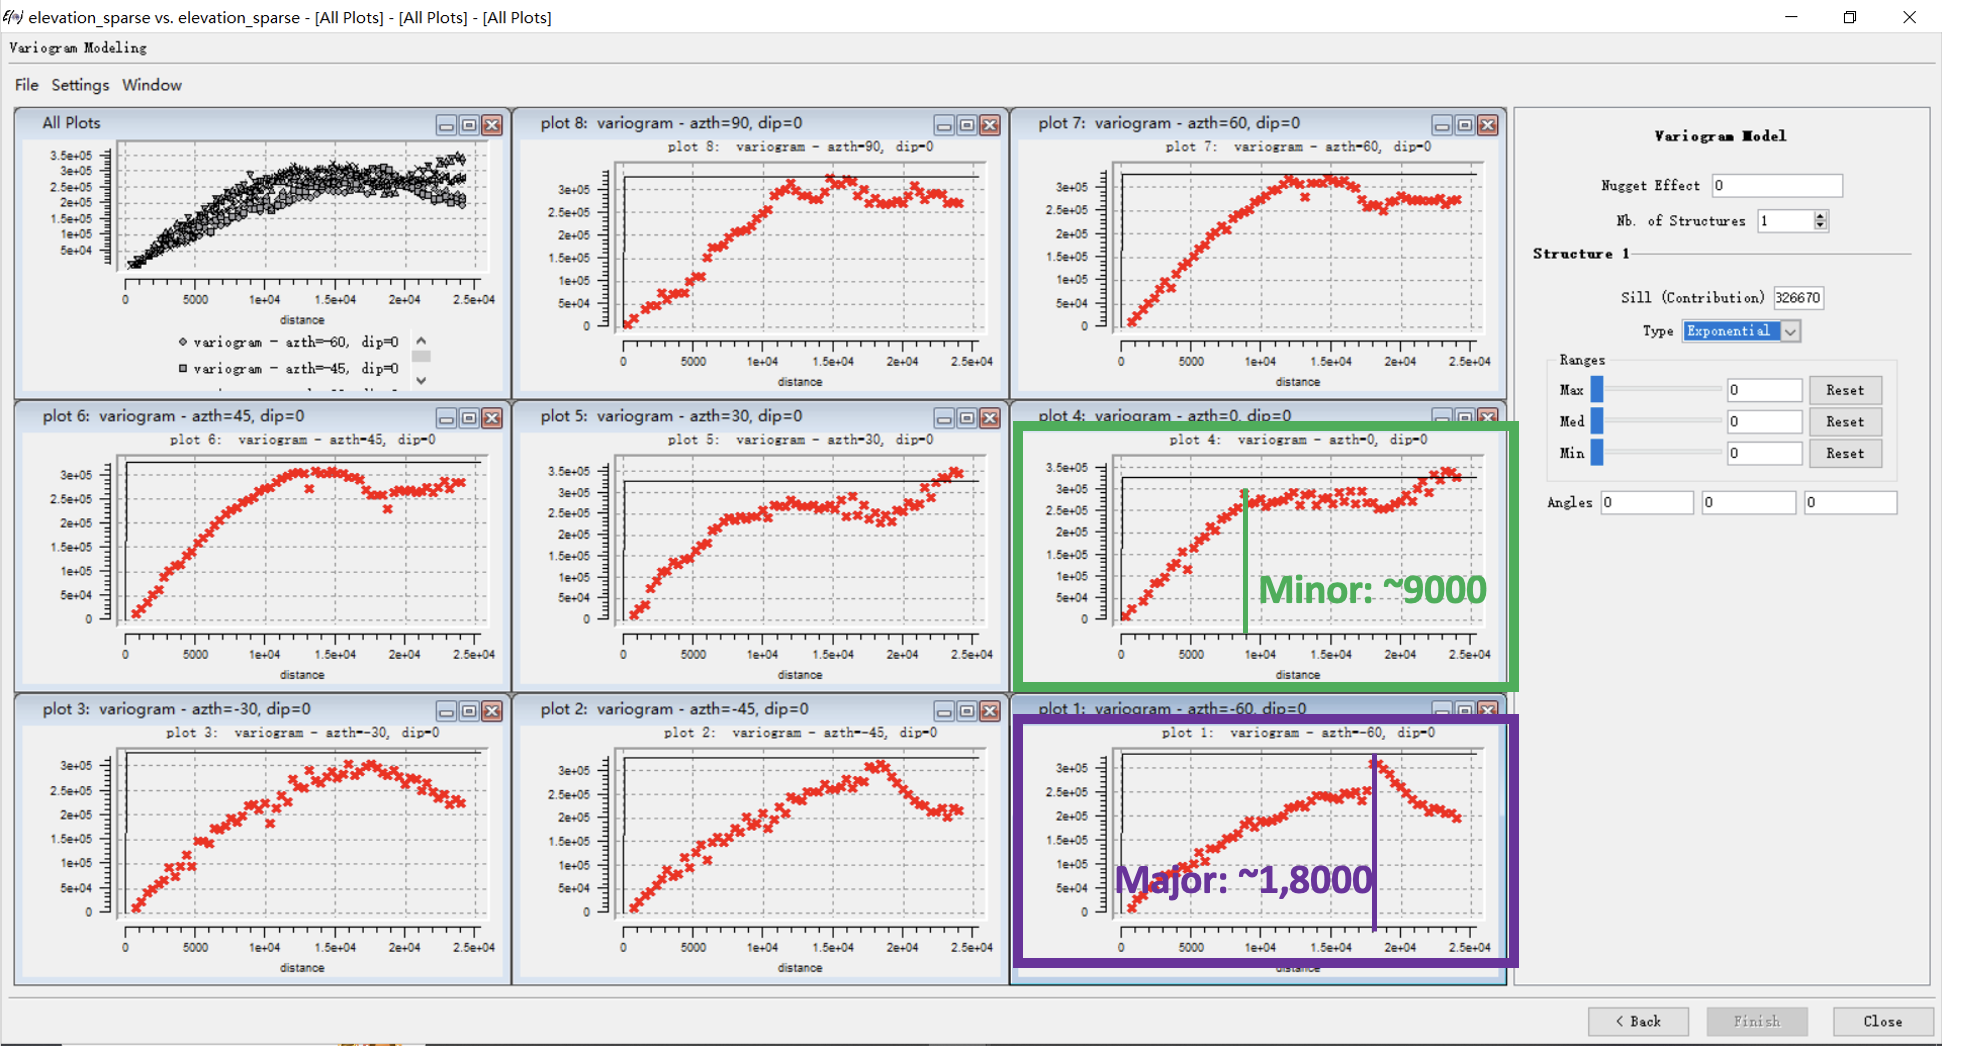 E(·) elevation_sparse vs. elevation_sparse - [All Plots] - [All Plots] - [All Plots]
Variogram Modeling
File Settings Window
All Plots
3.5e+05
3e+05
2.5e+05
2e+05
1.5e+05
1e+05
5e+04
0 5000 1e+04 1.5e+04 2e+04 2.5e+04
distance
variogram - azth=-60, dip=0
variogram - azth=-45, dip=0
plot 8: variogram - azth=90, dip=0
plot 8: variogram - azth=90, dip=0
3e+05
2.5e+05
2e+05
1.5e+05
1e+05
5e+04
0
0 5000 1e+04 1.5e+04 2e+04 2.5e+04
distance
plot 7: variogram - azth=60, dip=0
plot 7: variogram - azth=60, dip=0
3e+05
2.5e+05
2e+05
1.5e+05
1e+05
5e+04
0
0 5000 1e+04 1.5e+04 2e+04 2.5e+04
distance
plot 6: variogram - azth=45, dip=0
plot 6: variogram - azth=45, dip=0
3e+05
2.5e+05
2e+05
1.5e+05
1e+05
5e+04
0
0 5000 1e+04 1.5e+04 2e+04 2.5e+04
distance
plot 5: variogram - azth=30, dip=0
plot 5: variogram - azth=30, dip=0
3.5e+05
3e+05
2.5e+05
2e+05
1.5e+05
1e+05
5e+04
0
0 5000 1e+04 1.5e+04 2e+04 2.5e+04
distance
plot 4: variogram - azth=0, dip=0
plot 4: variogram - azth=0, dip=0
3.5e+05
3e+05
2.5e+05
2e+05
1.5e+05
1e+05
5e+04
0
Minor: ~9000
0 5000 1e+04 1.5e+04 2e+04 2.5e+04
distance
plot 3: variogram - azth=-30, dip=0
plot 3: variogram - azth=-30, dip=0
3e+05
2.5e+05
2e+05
1.5e+05
1e+05
5e+04
0
0 5000 1e+04 1.5e+04 2e+04 2.5e+04
distance
plot 2: variogram - azth=-45, dip=0
plot 2: variogram - azth=-45, dip=0
3e+05
2.5e+05
2e+05
1.5e+05
1e+05
5e+04
0
0 5000 1e+04 1.5e+04 2e+04 2.5e+04
distance
plot 1: variogram - azth=-60, dip=0
plot 1: variogram - azth=-60, dip=0
3e+05
2.5e+05
2e+05
1.5e+05
1e+05
5e+04
0
Major: ~1,8000
0 5000 1e+04 1.5e+04 2e+04 2.5e+04
distance
Variogram Model
Nugget Effect 0
Nb. of Structures 1
Structure 1
Sill (Contribution) 326670
Type Exponential
Ranges
Max 0 Reset
Med 0 Reset
Min 0 Reset
Angles 0 0 0
< Back Finish Close